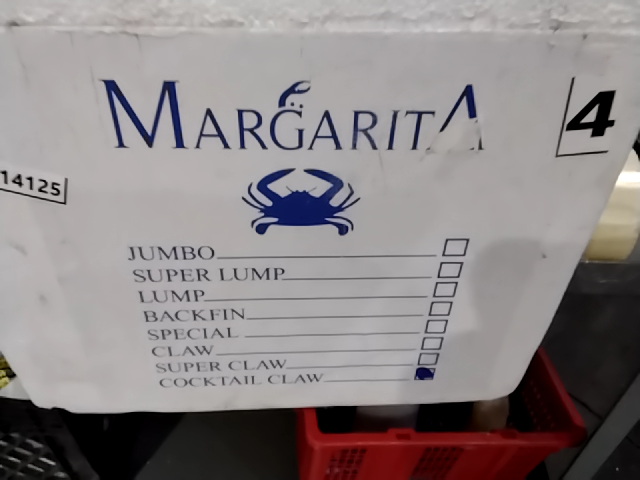 MARGARITA
4
14125
JUMBO
SUPER LUMP
LUMP
BACKFIN
SPECIAL
CLAW
SUPER CLAW
COCKTAIL CLAW